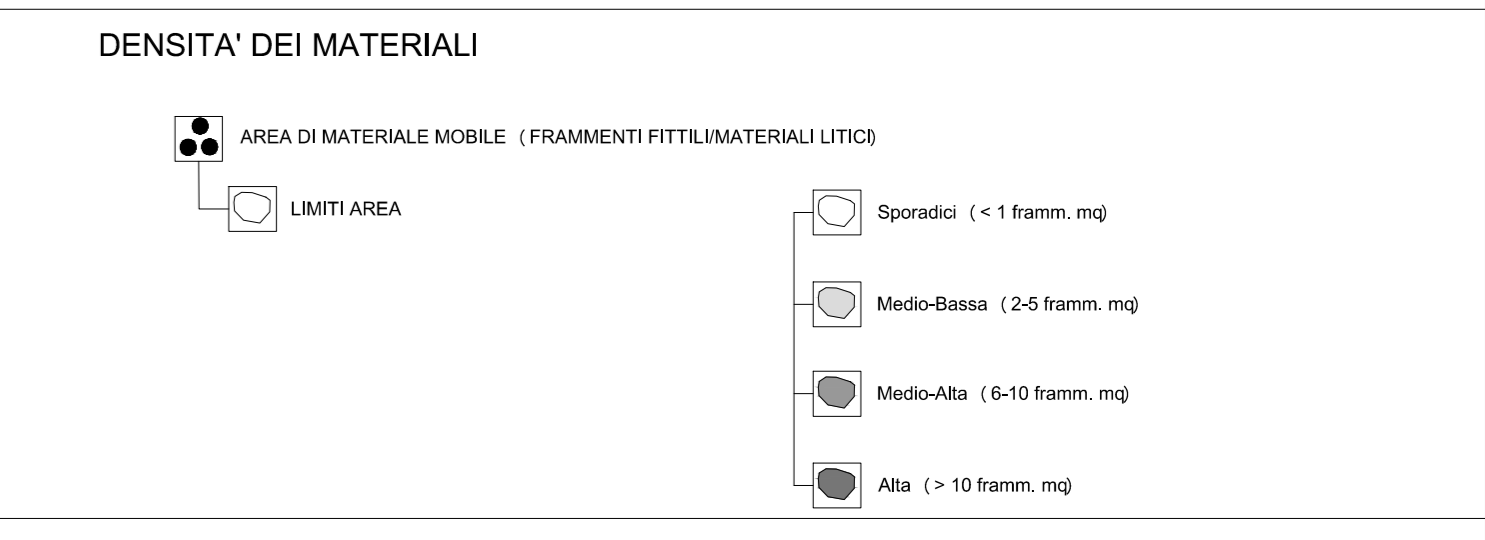 DENSITA' DEI MATERIALI
AREA DI MATERIALE MOBILE (FRAMMENTI FITTILI/MATERIALI LITICI)
LIMITI AREA
Sporadici (< 1 framm. mq)
Medio-Bassa (2-5 framm. mq)
Medio-Alta (6-10 framm. mq)
Alta (> 10 framm. mq)